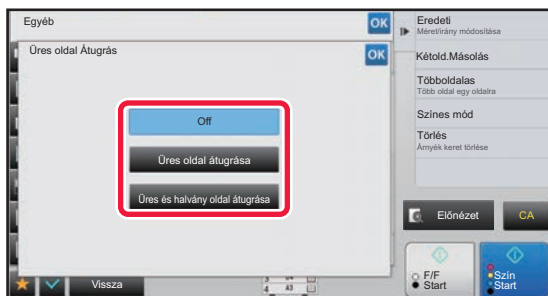 Egyéb
OK
Üres oldal Átugrás
OK
Off
Üres oldal átugrása
Üres és halvány oldal átugrása
Vissza
3
4 A3
Eredeti
Méret/irány módosítása
Kétold.Másolás
Többoldalas
Több oldal egy oldalra
Színes mód
Törlés
Árnyék keret törlése
Előnézet
CA
F/F
Start
Szín
Start